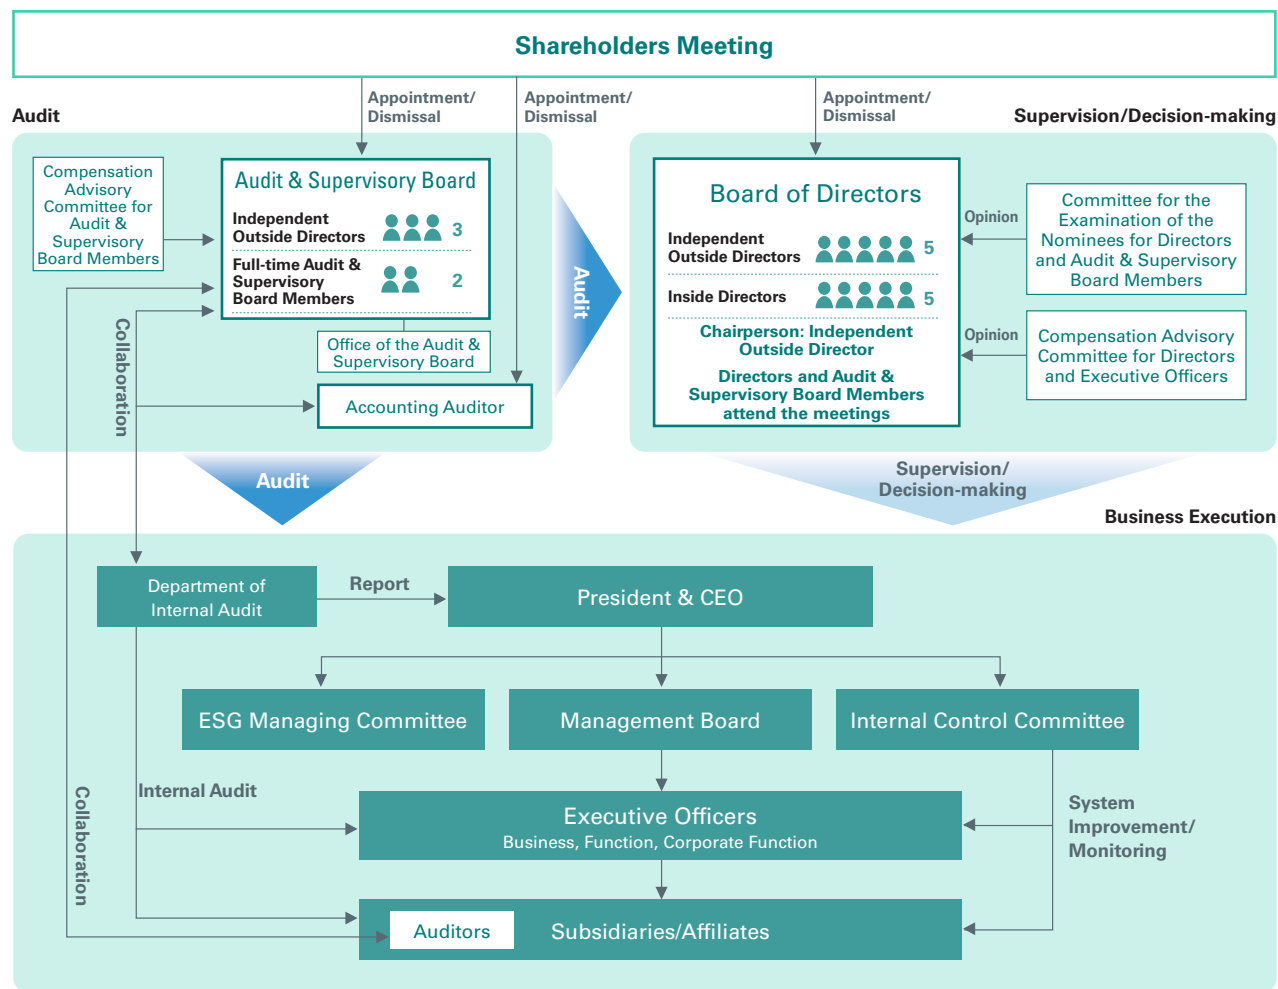 Shareholders Meeting
Audit
Appointment/
Dismissal
Appointment/
Dismissal
Appointment/
Dismissal
Supervision/Decision-making
Compensation
Advisory
Committee for
Audit &
Supervisory
Board Members
Audit & Supervisory Board
Independent
Outside Directors
3
Full-time Audit &
Supervisory
Board Members
2
Office of the Audit &
Supervisory Board
Accounting Auditor
Collaboration
Audit
Board of Directors
Independent
Outside Directors
5
Inside Directors
5
Chairperson: Independent
Outside Director
Directors and Audit &
Supervisory Board Members
attend the meetings
Opinion
Committee for the
Examination of the
Nominees for Directors
and Audit & Supervisory
Board Members
Opinion
Compensation Advisory
Committee for Directors
and Executive Officers
Audit
Supervision/
Decision-making
Business Execution
Department of
Internal Audit
Report
President & CEO
ESG Managing Committee
Management Board
Internal Control Committee
Collaboration
Internal Audit
Executive Officers
Business, Function, Corporate Function
System
Improvement/
Monitoring
Auditors
Subsidiaries/Affiliates